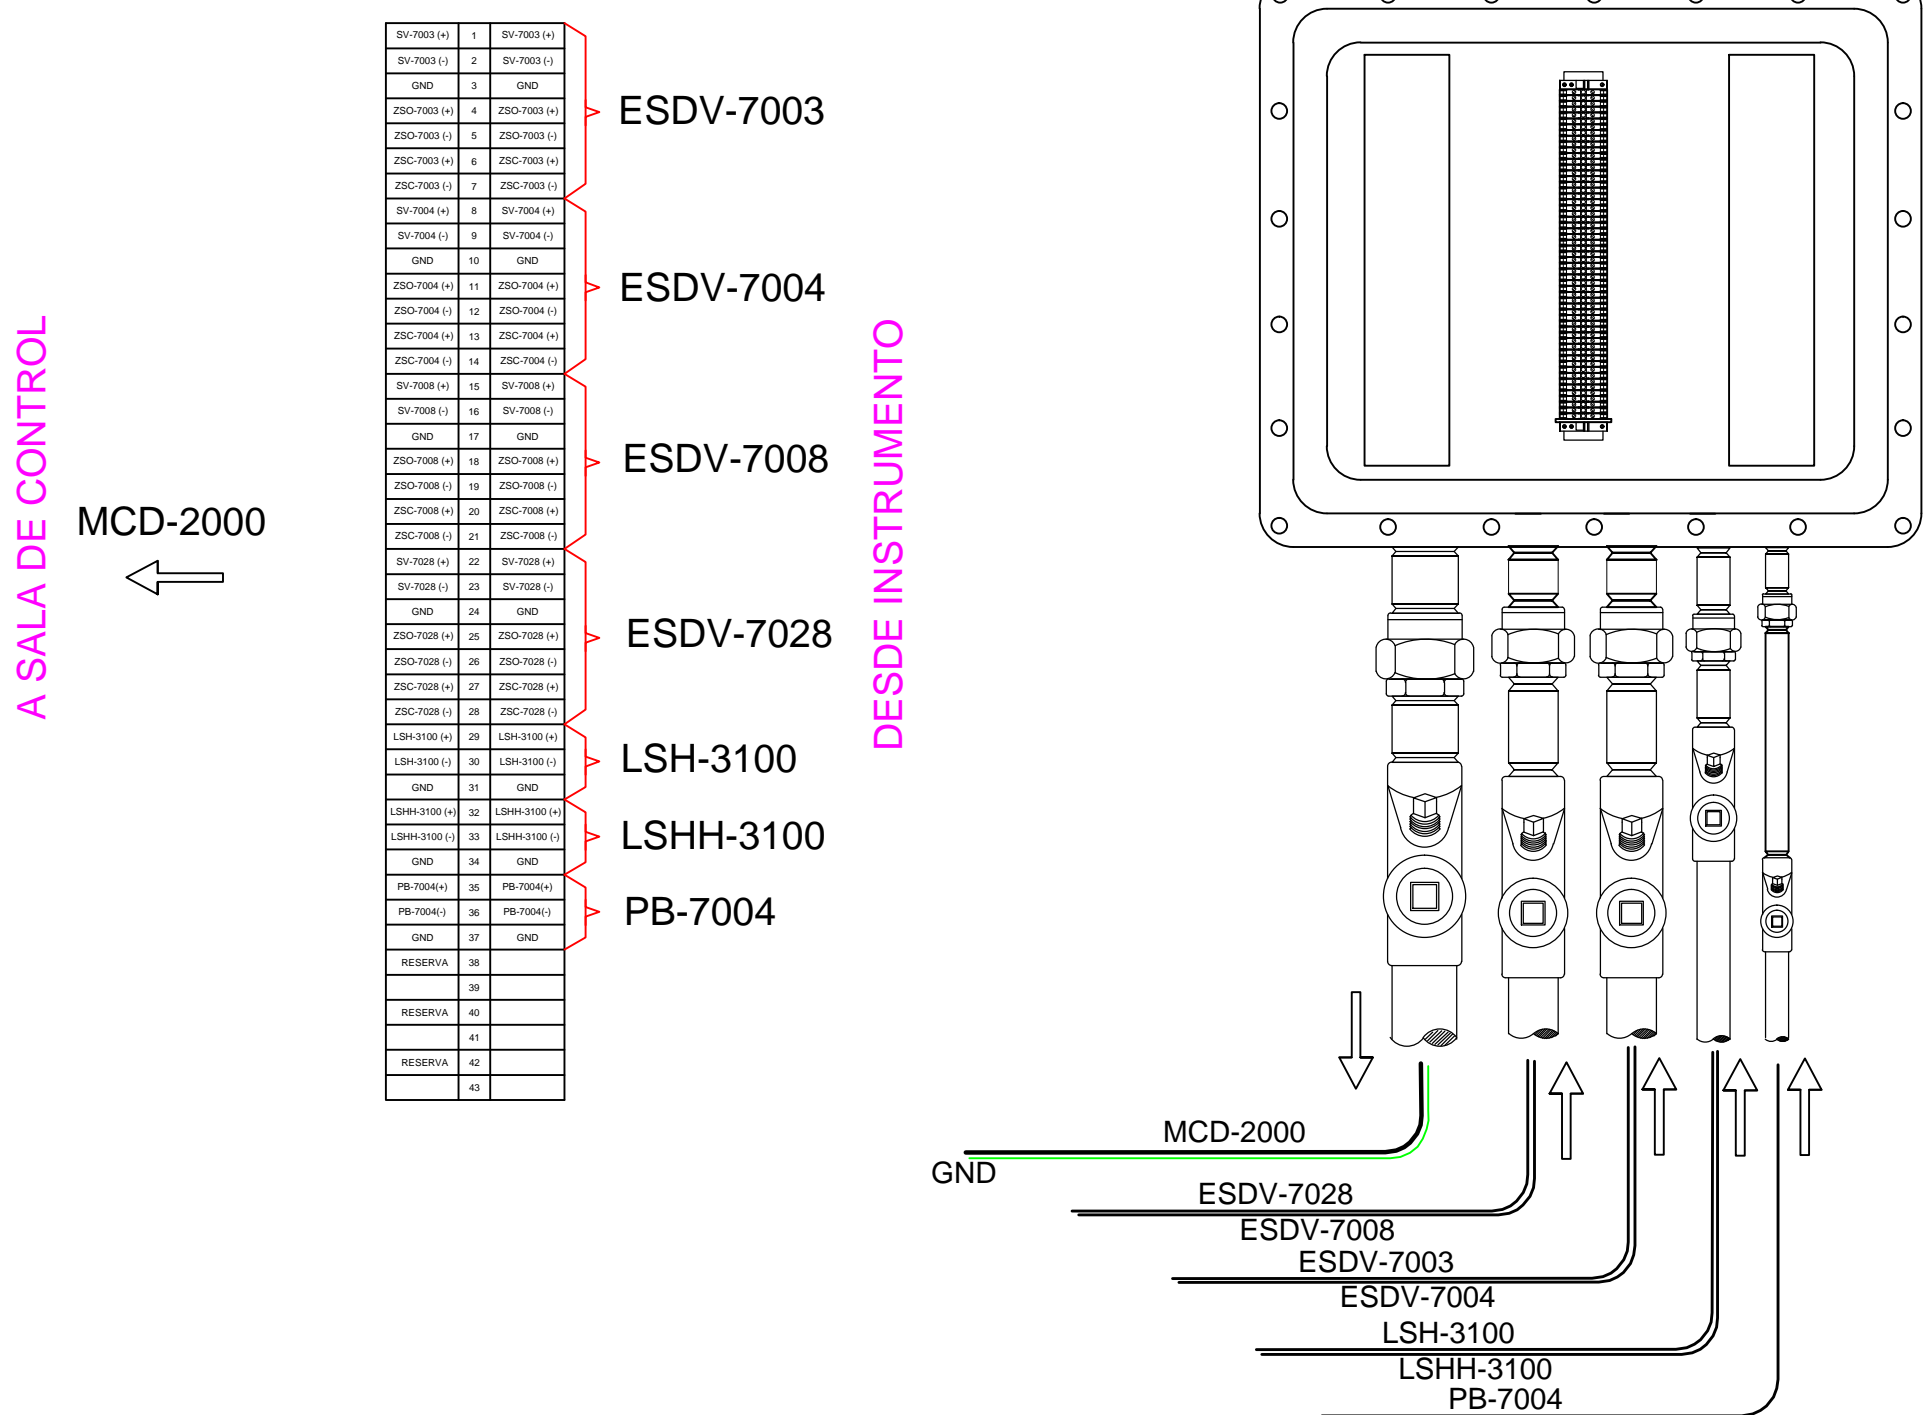 A SALA DE CONTROL
MCD-2000
SV-7003 (+) 1 SV-7003 (+)
SV-7003 (-) 2 SV-7003 (-)
GND 3 GND
ZSO-7003 (+) 4 ZSO-7003 (+)
ZSO-7003 (-) 5 ZSO-7003 (-)
ZSC-7003 (+) 6 ZSC-7003 (+)
ZSC-7003 (-) 7 ZSC-7003 (-)
SV-7004 (+) 8 SV-7004 (+)
SV-7004 (-) 9 SV-7004 (-)
GND 10 GND
ZSO-7004 (+) 11 ZSO-7004 (+)
ZSO-7004 (-) 12 ZSO-7004 (-)
ZSC-7004 (+) 13 ZSC-7004 (+)
ZSC-7004 (-) 14 ZSC-7004 (-)
SV-7008 (+) 15 SV-7008 (+)
SV-7008 (-) 16 SV-7008 (-)
GND 17 GND
ZSO-7008 (+) 18 ZSO-7008 (+)
ZSO-7008 (-) 19 ZSO-7008 (-)
ZSC-7008 (+) 20 ZSC-7008 (+)
ZSC-7008 (-) 21 ZSC-7008 (-)
SV-7028 (+) 22 SV-7028 (+)
SV-7028 (-) 23 SV-7028 (-)
GND 24 GND
ZSO-7028 (+) 25 ZSO-7028 (+)
ZSO-7028 (-) 26 ZSO-7028 (-)
ZSC-7028 (+) 27 ZSC-7028 (+)
ZSC-7028 (-) 28 ZSC-7028 (-)
LSH-3100 (+) 29 LSH-3100 (+)
LSH-3100 (-) 30 LSH-3100 (-)
GND 31 GND
LSHH-3100 (+) 32 LSHH-3100 (+)
LSHH-3100 (-) 33 LSHH-3100 (-)
GND 34 GND
PB-7004(+) 35 PB-7004(+)
PB-7004(-) 36 PB-7004(-)
GND 37 GND
RESERVA 38
39
RESERVA 40
41
RESERVA 42
43
ESDV-7003
ESDV-7004
ESDV-7008
ESDV-7028
LSH-3100
LSHH-3100
PB-7004
DESDE INSTRUMENTO
MCD-2000
GND
ESDV-7028
ESDV-7008
ESDV-7003
ESDV-7004
LSH-3100
LSHH-3100
PB-7004